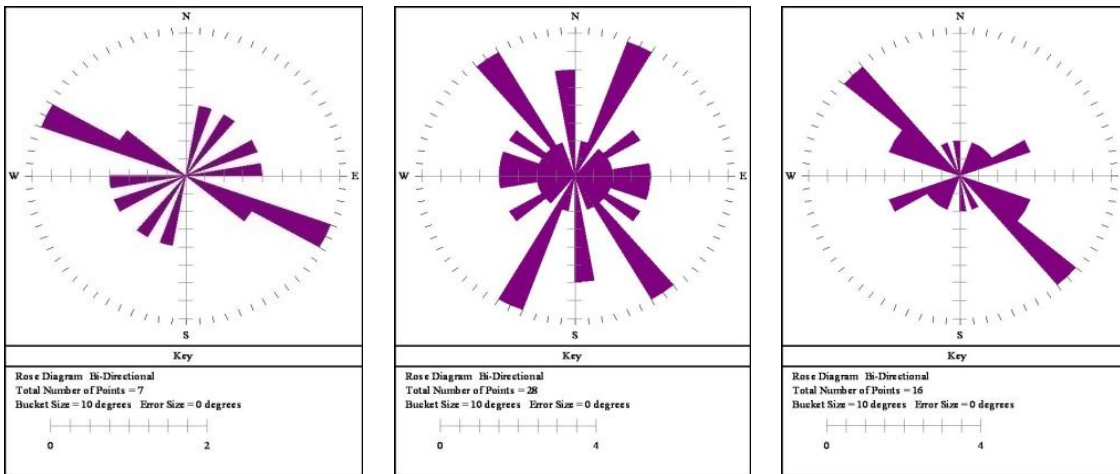 N
W E
S
Key
Rose Diagram Bi-Directional
Total Number of Points = 7
Bucket Size = 10 degrees Error Size = 0 degrees
0 2
N
W E
S
Key
Rose Diagram Bi-Directional
Total Number of Points = 28
Bucket Size = 10 degrees Error Size = 0 degrees
0 4
N
W E
S
Key
Rose Diagram Bi-Directional
Total Number of Points = 16
Bucket Size = 10 degrees Error Size = 0 degrees
0 4